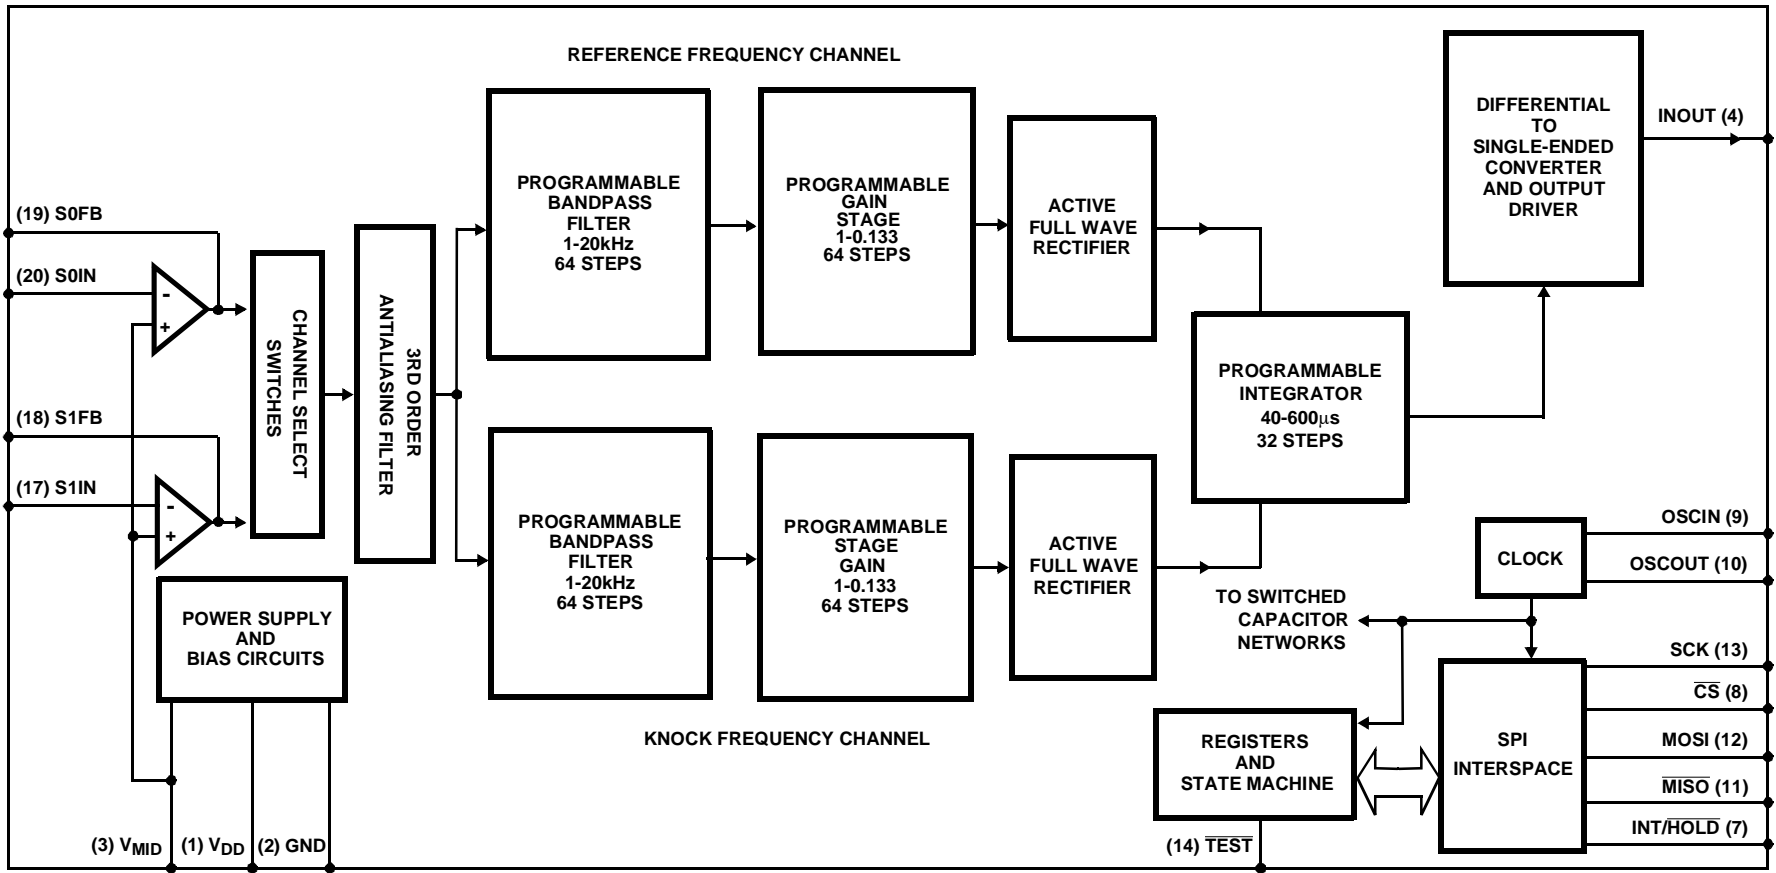 REFERENCE FREQUENCY CHANNEL
(19) S0FB
(20) S0IN
-
+
(18) S1FB
(17) S1IN
-
+
CHANNEL SELECT
SWITCHES
3RD ORDER
ANTIALIASING FILTER
PROGRAMMABLE
BANDPASS
FILTER
1-20kHz
64 STEPS
PROGRAMMABLE
GAIN
STAGE
1-0.133
64 STEPS
ACTIVE
FULL WAVE
RECTIFIER
PROGRAMMABLE
BANDPASS
FILTER
1-20kHz
64 STEPS
PROGRAMMABLE
STAGE
GAIN
1-0.133
64 STEPS
ACTIVE
FULL WAVE
RECTIFIER
KNOCK FREQUENCY CHANNEL
PROGRAMMABLE
INTEGRATOR
40-600µs
32 STEPS
DIFFERENTIAL
TO
SINGLE-ENDED
CONVERTER
AND OUTPUT
DRIVER
INOUT (4)
CLOCK
OSCIN (9)
OSCOUT (10)
TO SWITCHED
CAPACITOR
NETWORKS
POWER SUPPLY
AND
BIAS CIRCUITS
REGISTERS
AND
STATE MACHINE
SPI
INTERSPACE
SCK (13)
C̅S̅ (8)
MOSI (12)
M̅I̅S̅O̅ (11)
INT/H̅O̅L̅D̅ (7)
(3) VMID
(1) VDD
(2) GND
(14) T̅E̅S̅T̅